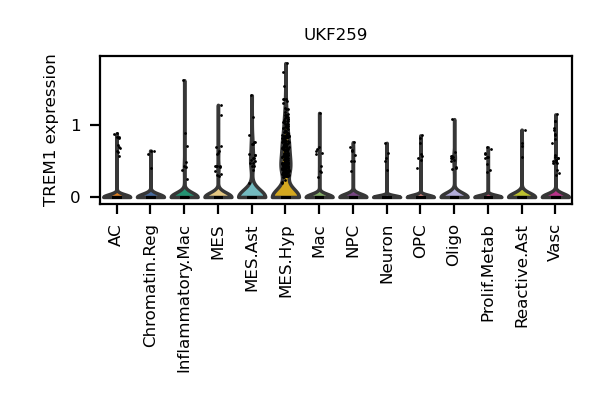 UKF259
TREM1 expression
1
0
AC
Chromatin.Reg
Inflammatory.Mac
MES
MES.Ast
MES.Hyp
Mac
NPC
Neuron
OPC
Oligo
Prolif.Metab
Reactive.Ast
Vasc